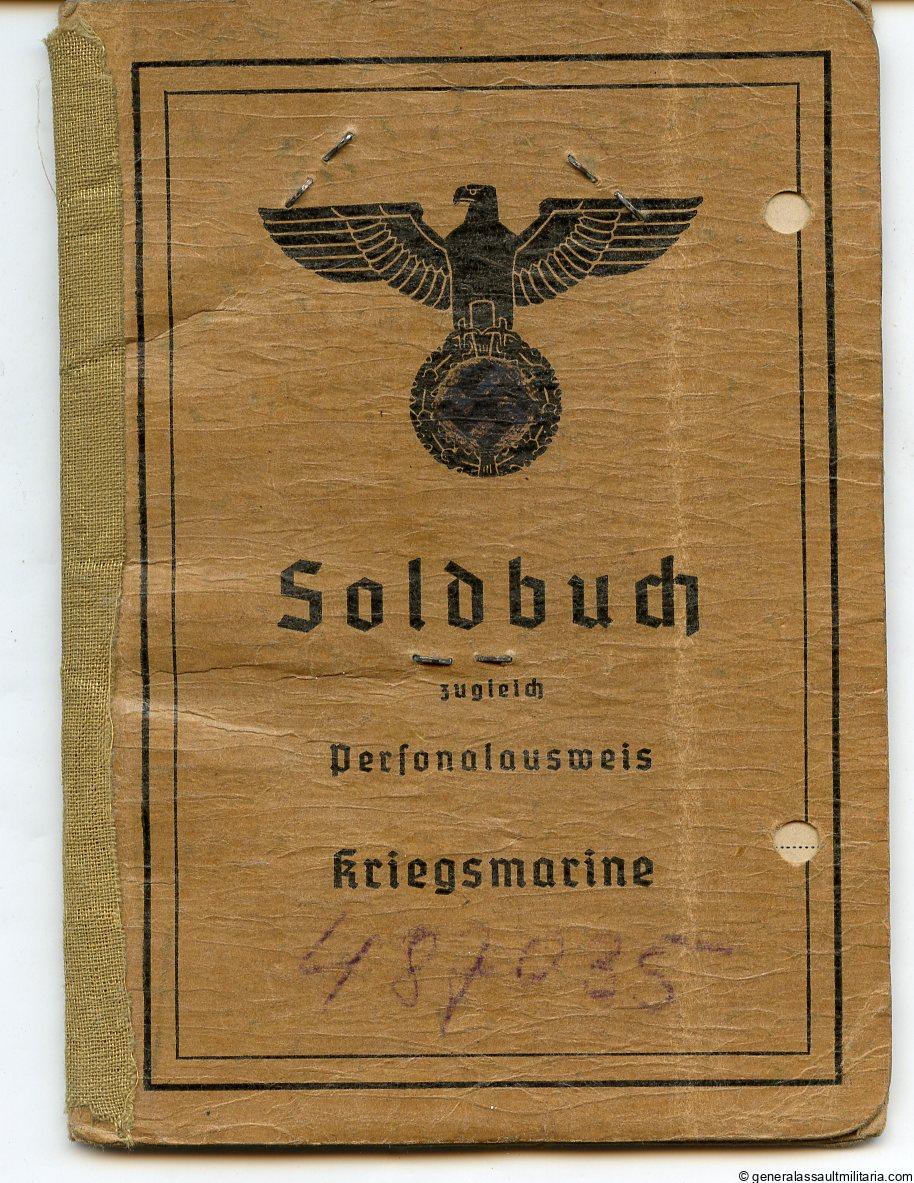 Soldbuch
zugleich
Personalausweis
Kriegsmarine
487035
© generalassaultmilitaria.com